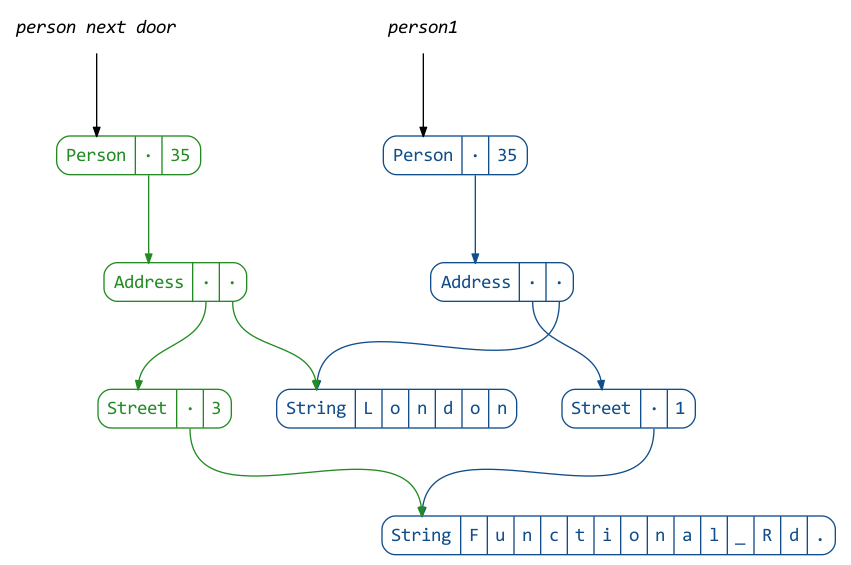 person next door person1
Person · 35 Person · 35
Address · · Address · ·
Street · 3 String L o n d o n Street · 1
String F u n c t i o n a l _ R d .